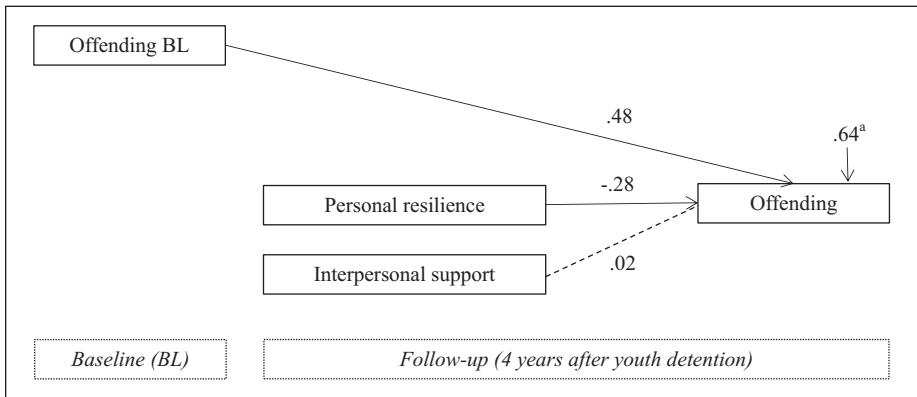 Offending BL
.48
.64a
-.28
Personal resilience
Offending
Interpersonal support
.02
Baseline (BL)
Follow-up (4 years after youth detention)